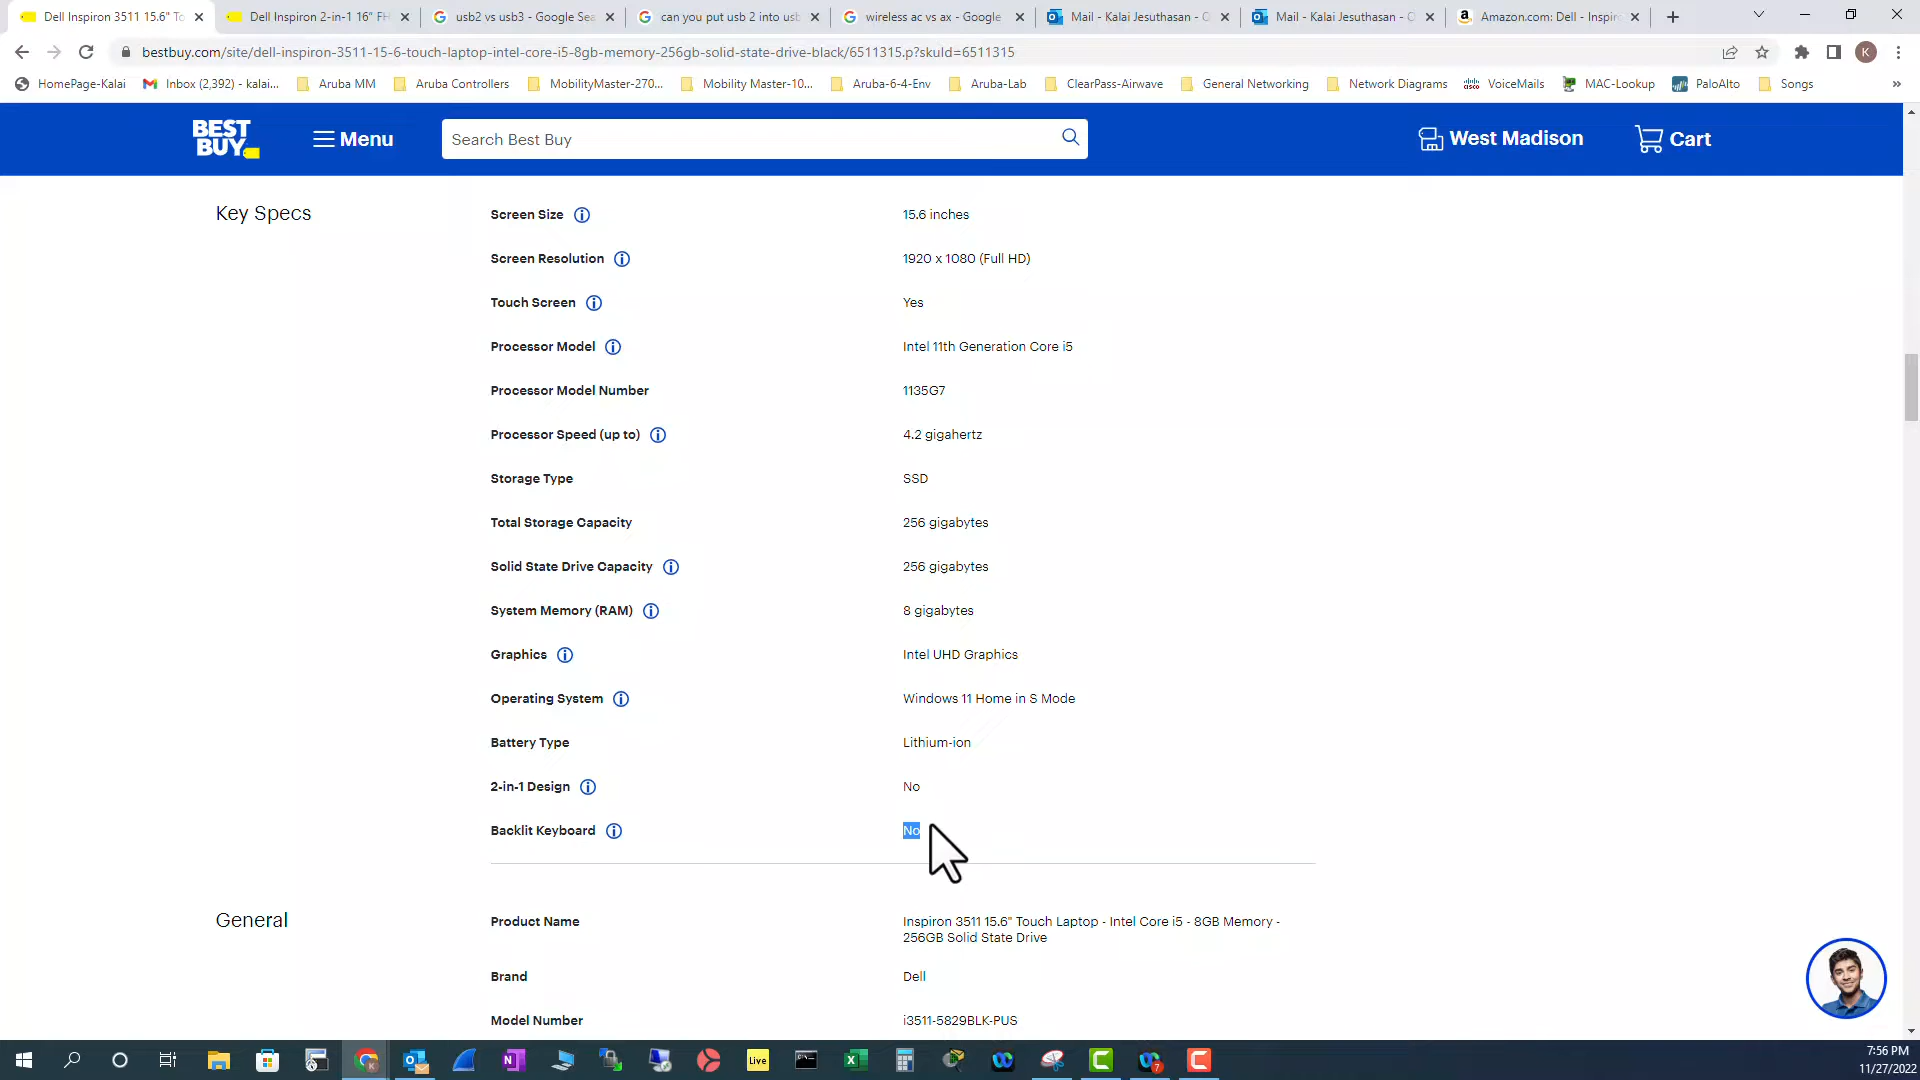 Dell Inspiron 3511 15.6" To
Dell Inspiron 2-in-1 16" FH
usb2 vs usb3 - Google Sea
can you put usb 2 into usb
wireless ac vs ax - Google
Mail - Kalai Jesuthasan - O
Mail - Kalai Jesuthasan - O
Amazon.com: Dell - Inspir
bestbuy.com/site/dell-inspiron-3511-15-6-touch-laptop-intel-core-i5-8gb-memory-256gb-solid-state-drive-black/6511315.p?skuId=6511315
K
HomePage-Kalai
Inbox (2,392) - kalai...
Aruba MM
Aruba Controllers
MobilityMaster-270...
Mobility Master-10...
Aruba-6-4-Env
Aruba-Lab
ClearPass-Airwave
General Networking
Network Diagrams
VoiceMails
MAC-Lookup
PaloAlto
Songs
»
BEST
BUY
Menu
Search Best Buy
West Madison
Cart
Key Specs
Screen Size
15.6 inches
Screen Resolution
1920 x 1080 (Full HD)
Touch Screen
Yes
Processor Model
Intel 11th Generation Core i5
Processor Model Number
1135G7
Processor Speed (up to)
4.2 gigahertz
Storage Type
SSD
Total Storage Capacity
256 gigabytes
Solid State Drive Capacity
256 gigabytes
System Memory (RAM)
8 gigabytes
Graphics
Intel UHD Graphics
Operating System
Windows 11 Home in S Mode
Battery Type
Lithium-ion
2-in-1 Design
No
Backlit Keyboard
No
General
Product Name
Inspiron 3511 15.6" Touch Laptop - Intel Core i5 - 8GB Memory -
256GB Solid State Drive
Brand
Dell
Model Number
i3511-5829BLK-PUS
Live
7:56 PM
11/27/2022